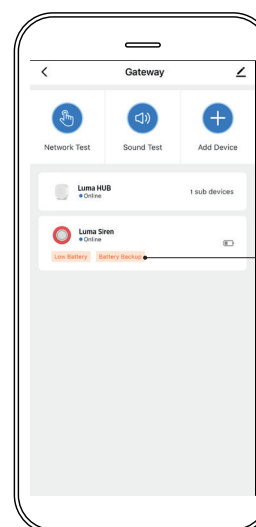 Gateway
Network Test Sound Test Add Device
Luma HUB 1 sub devices
Online
Luma Siren
Online
Low Battery Battery Backup